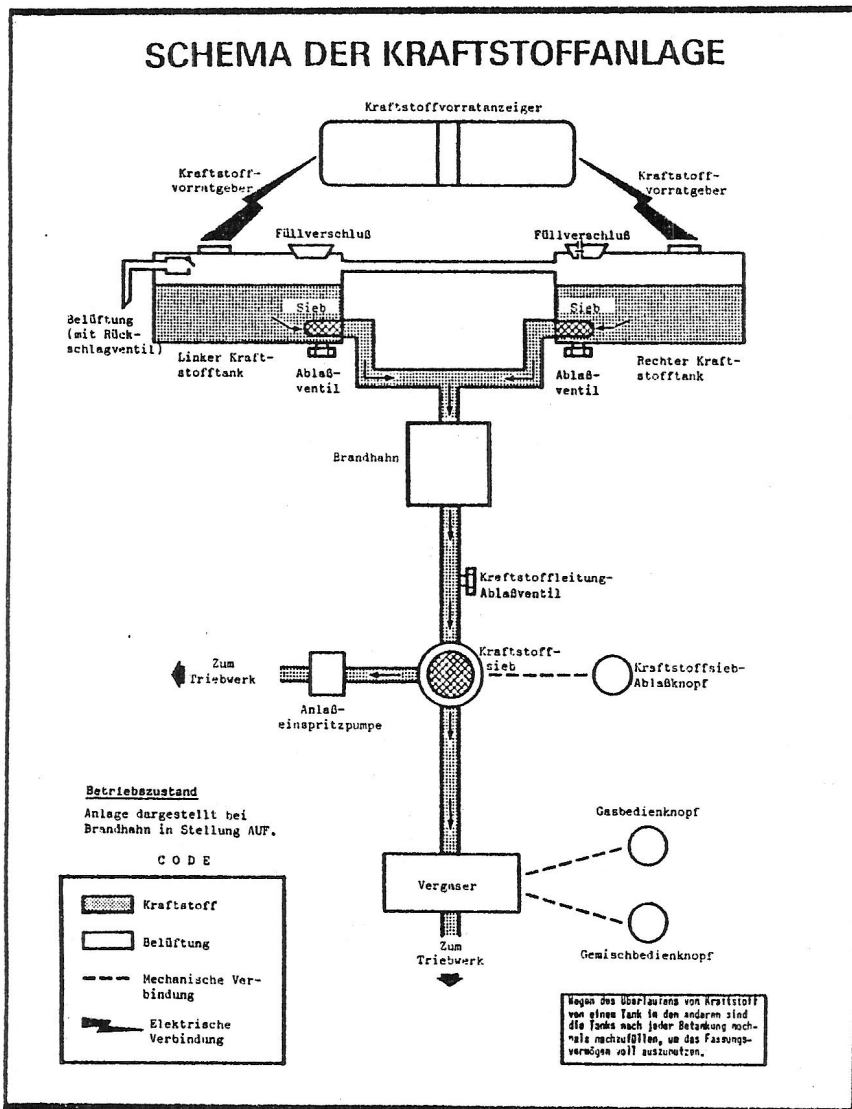 SCHEMA DER KRAFTSTOFFANLAGE
Kraftstoffvorratanzeiger
Kraftstoff-
vorratgeber
Kraftstoff-
vorratgeber
Füllverschluß
Füllverschluß
Belüftung
(mit Rück-
schlagventil)
Sieb
Sieb
Linker Kraft-
stofftank
Ablaß-
ventil
Ablaß-
ventil
Rechter Kraft-
stofftank
Brandhahn
Kreftstoffleitung-
Ablaßventil
Zum
Triebwerk
Anlaß-
einspritzpumpe
Kraftstoff-
sieb
Kraftstoffsieb-
Ablaßknopf
Betriebszustand
Anlage dargestellt bei
Brandhahn in Stellung AUF.
CODE
Kraftstoff
Belüftung
Mechanische Ver-
bindung
Elektrische
Verbindung
Gasbedienknopf
Vergaser
Gemischbedienknopf
Zum
Triebwerk
Wegen des Überlaufens von Kraftstoff
von einen Tank in den anderen sind
die Tanks nach jeder Betankung noch-
mals nachzufüllen, um das Fassungs-
vermögen voll auszunutzen.